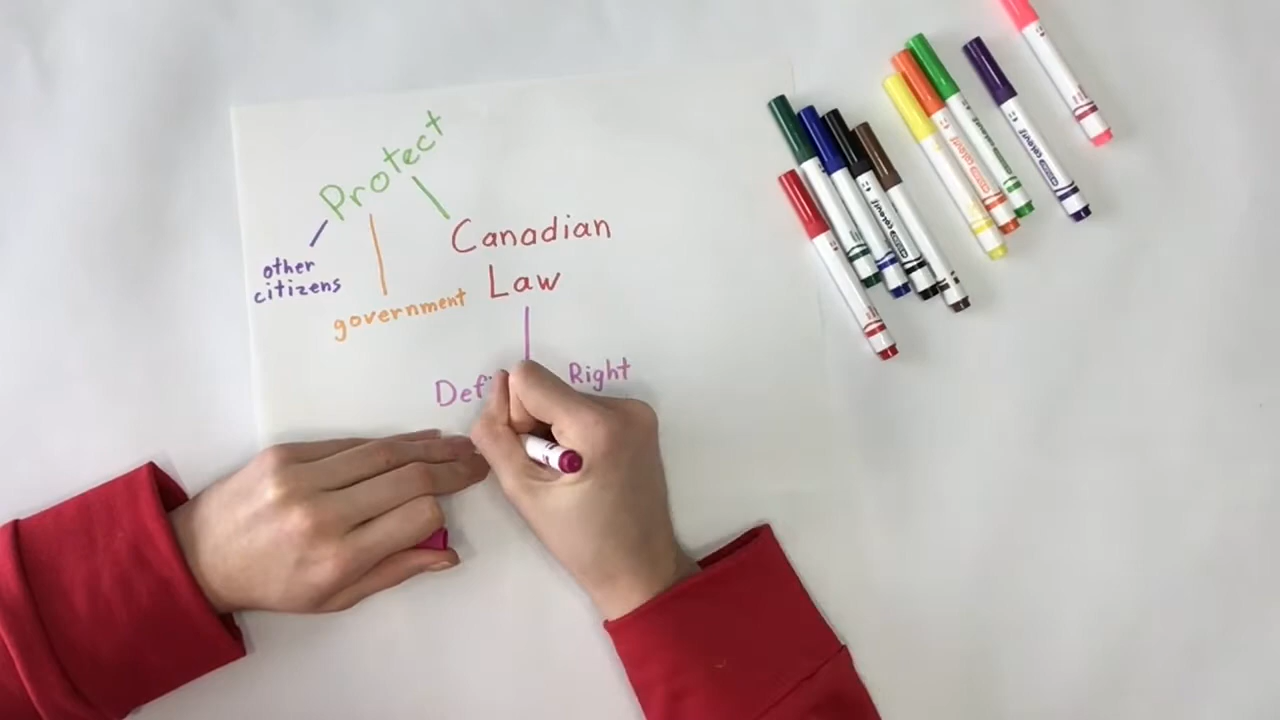 Protect
other
citizens
government
Canadian
Law
Right